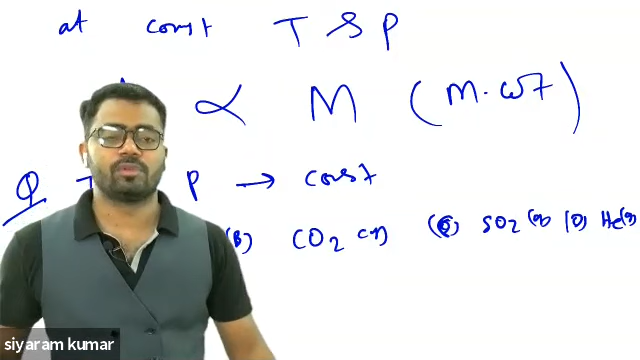 at const T & P
∝ M (M.wt)
Q T P → const
(B) CO2 (g) (C) SO2 (g) (D) He(g)
siyaram kumar